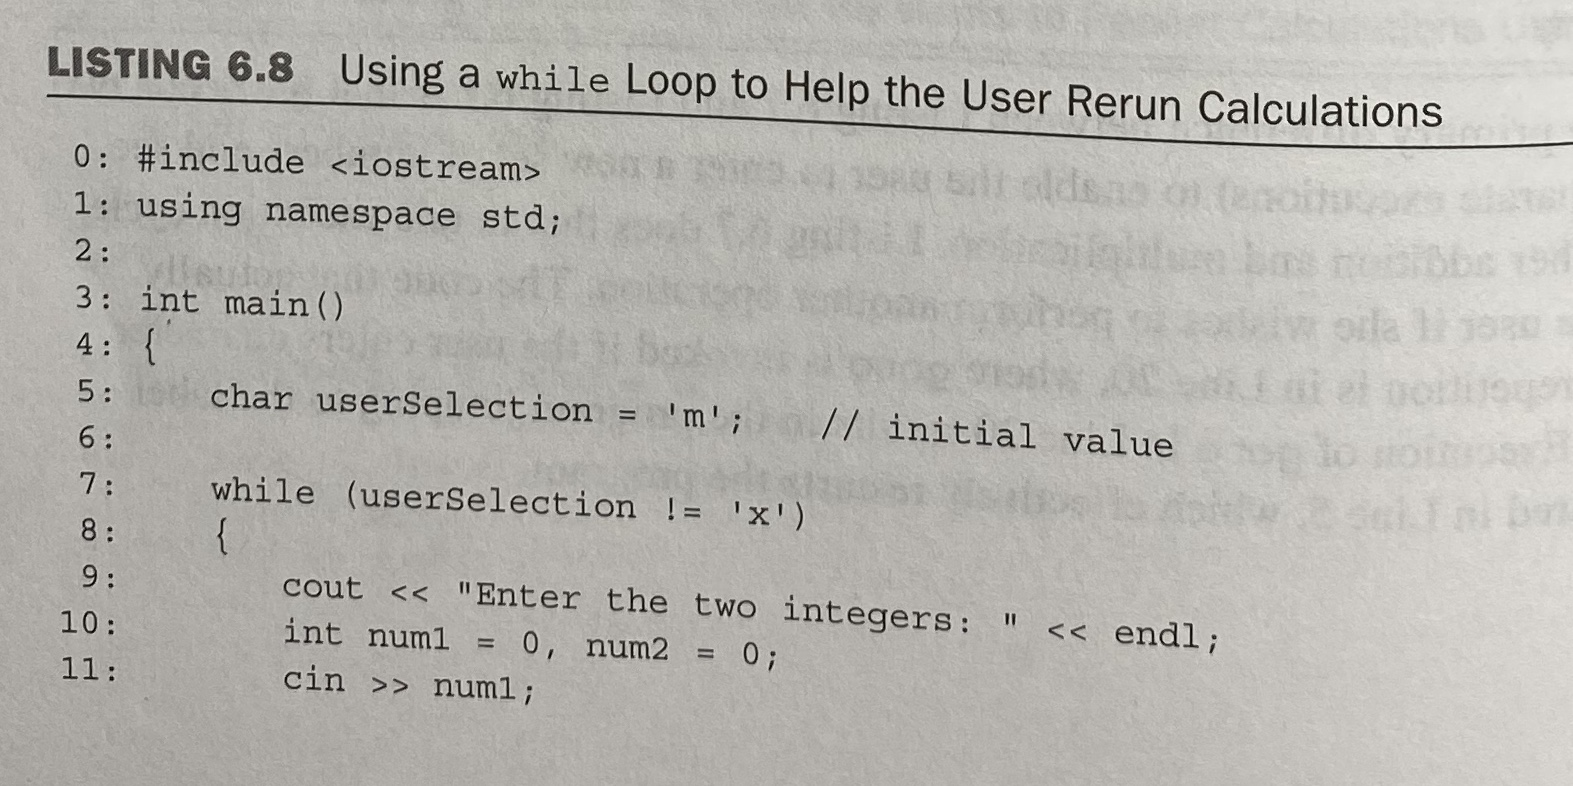 LISTING 6.8 Using a while Loop to Help the User Rerun Calculations
0: #include <iostream>
1: using namespace std;
2:
3: int main()
4: {
5: char userSelection = 'm'; // initial value
6:
7: while (userSelection != 'x')
8: {
9: cout << "Enter the two integers: " << endl;
10: int num1 = 0, num2 = 0;
11: cin >> num1;